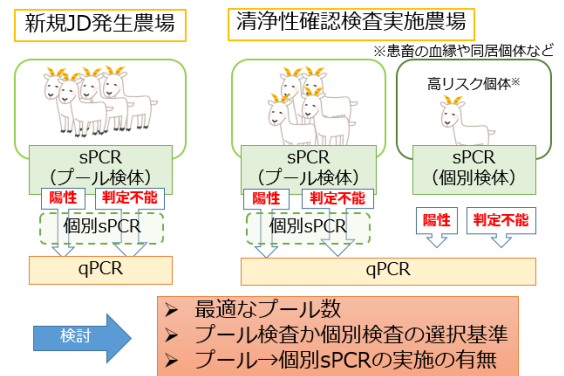 新規JD発生農場
清浄性確認検査実施農場
※患畜の血縁や同居個体など
高リスク個体※
sPCR
(プール検体)
陽性
判定不能
個別sPCR
qPCR
sPCR
(プール検体)
陽性
判定不能
個別sPCR
sPCR
(個別検体)
陽性
判定不能
qPCR
検討
➢ 最適なプール数
➢ プール検査か個別検査の選択基準
➢ プール→個別sPCRの実施の有無